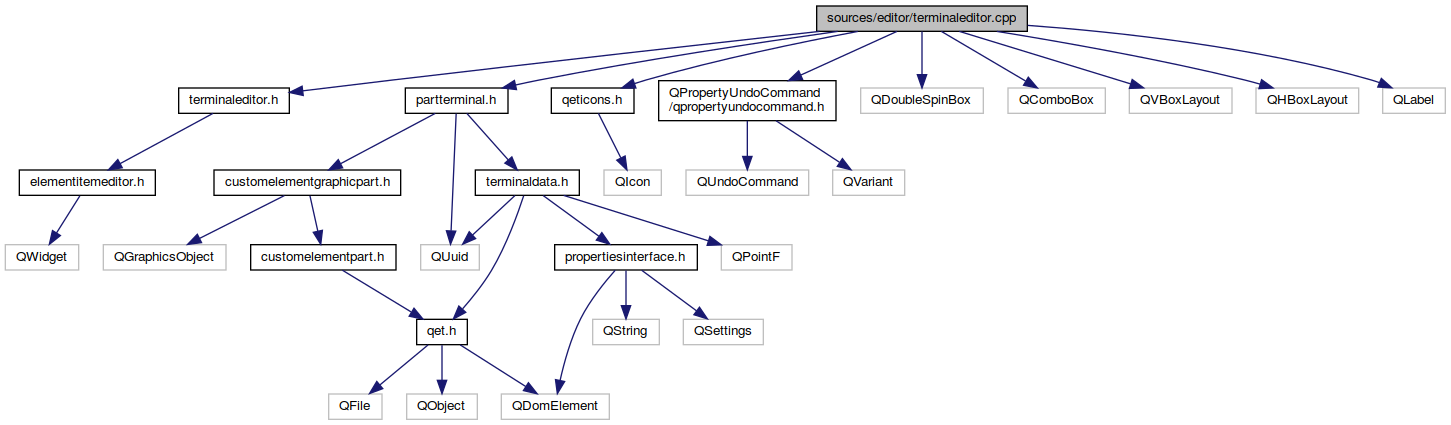 sources/editor/terminaleditor.cpp
terminaleditor.h
partterminal.h
qeticons.h
QPropertyUndoCommand
/qpropertyundocommand.h
QDoubleSpinBox
QComboBox
QVBoxLayout
QHBoxLayout
QLabel
elementitemeditor.h
customelementgraphicpart.h
terminaldata.h
QIcon
QUndoCommand
QVariant
QWidget
QGraphicsObject
customelementpart.h
QUuid
propertiesinterface.h
QPointF
qet.h
QString
QSettings
QFile
QObject
QDomElement